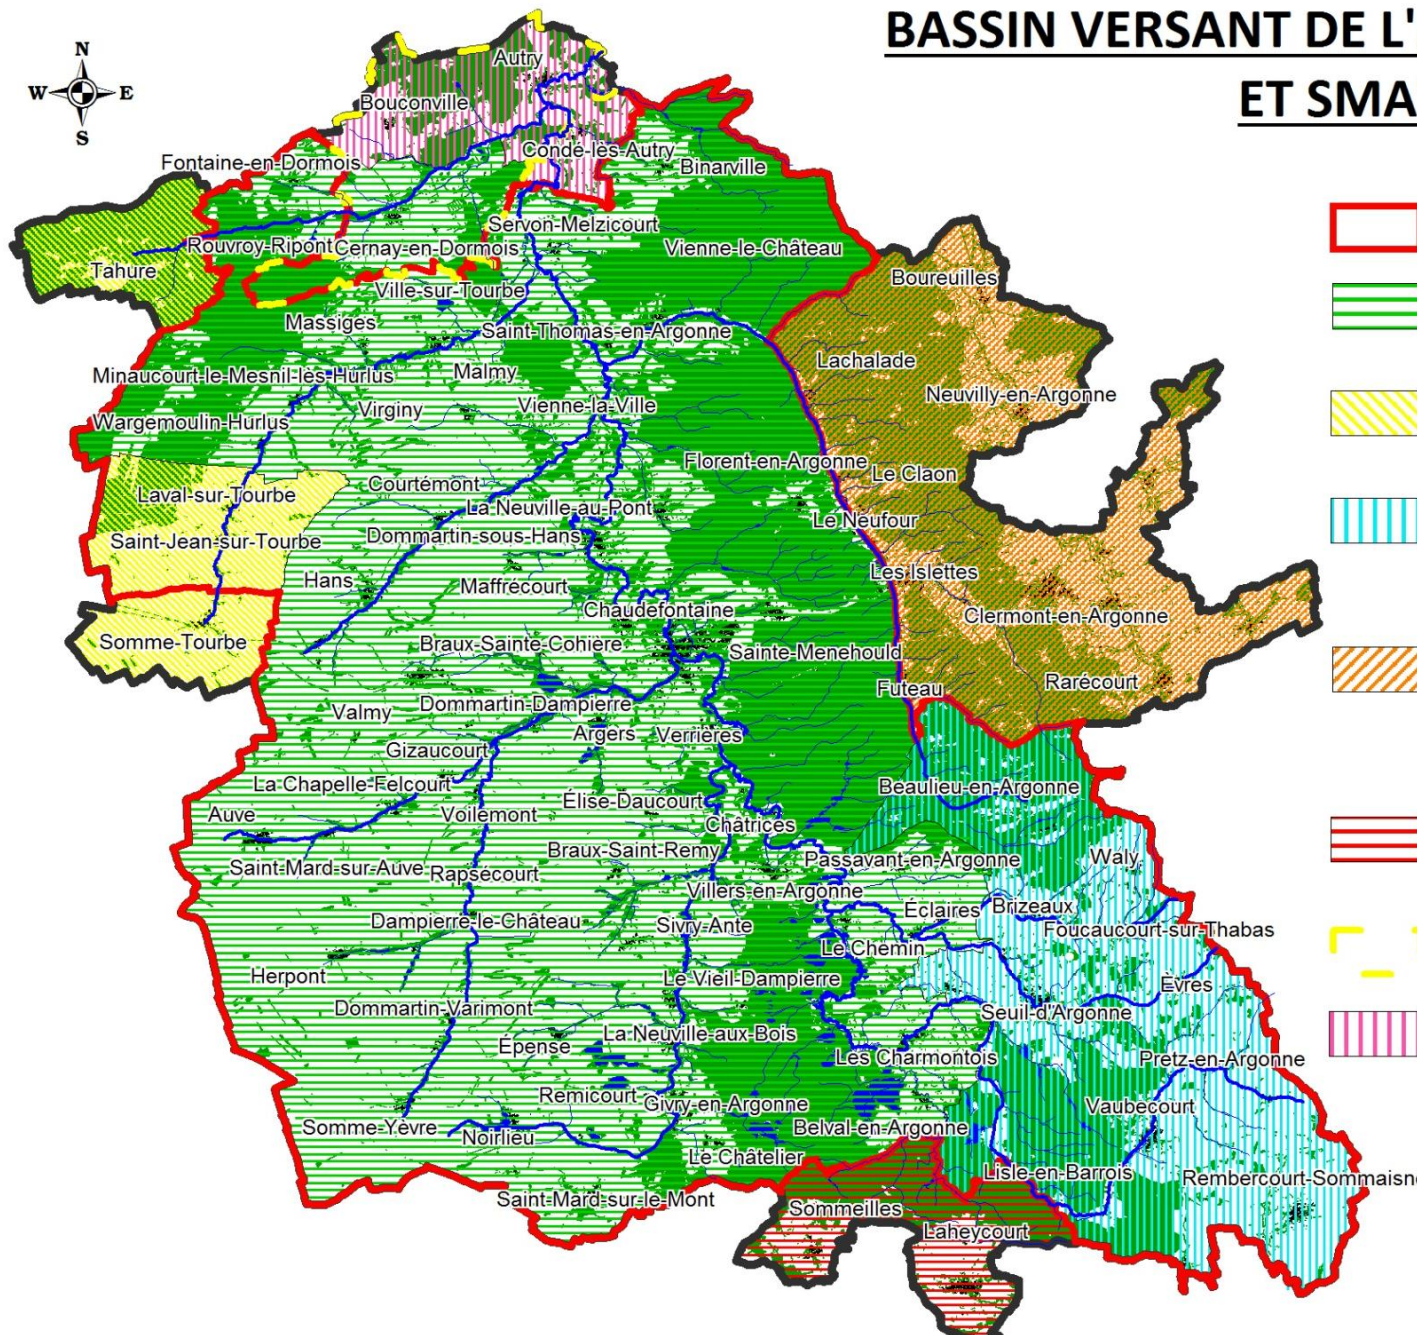 BASSIN VERSANT DE L'
ET SMA
N
W E
S
Autry
Bouconville
Condé-lès-Autry
Fontaine-en-Dormois
Binarville
Servon-Melzicourt
Rouvroy-Ripont
Cernay-en-Dormois
Vienne-le-Château
Tahure
Boureuilles
Ville-sur-Tourbe
Massiges
Saint-Thomas-en-Argonne
Lachalade
Malmy
Minaucourt-le-Mesnil-lès-Hurlus
Neuvilly-en-Argonne
Virginy
Vienne-la-Ville
Wargemoulin-Hurlus
Florent-en-Argonne
Le Claon
Courtémont
Laval-sur-Tourbe
La Neuville-au-Pont
Le Neufour
Dommartin-sous-Hans
Saint-Jean-sur-Tourbe
Les Islettes
Hans
Maffrécourt
Chaudefontaine
Clermont-en-Argonne
Somme-Tourbe
Braux-Sainte-Cohière
Sainte-Menehould
Rarécourt
Futeau
Dommartin-Dampierre
Valmy
Argers
Verrières
Gizaucourt
La Chapelle-Felcourt
Beaulieu-en-Argonne
Élise-Daucourt
Auve
Voilemont
Châtrices
Braux-Saint-Remy
Passavant-en-Argonne
Waly
Saint-Mard-sur-Auve
Rapsécourt
Villers-en-Argonne
Éclaires
Brizeaux
Dampierre-le-Château
Sivry-Ante
Foucaucourt-sur-Thabas
Le Chemin
Herpont
Le Vieil-Dampierre
Èvres
Dommartin-Varimont
Seuil-d'Argonne
La Neuville-aux-Bois
Épense
Les Charmontois
Pretz-en-Argonne
Remicourt
Givry-en-Argonne
Vaubecourt
Somme-Yèvre
Noirlieu
Belval-en-Argonne
Le Châtelier
Lisle-en-Barrois
Rembercourt-Sommaisne
Saint-Mard-sur-le-Mont
Sommeilles
Laheycourt